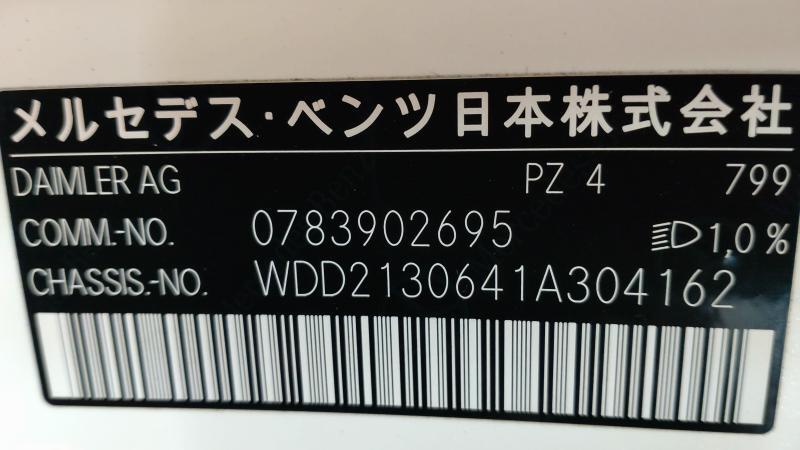 メルセデス・ベンツ日本株式会社
DAIMLER AG PZ 4 799
COMM.-NO. 0783902695 1,0%
CHASSIS.-NO. WDD2130641A304162